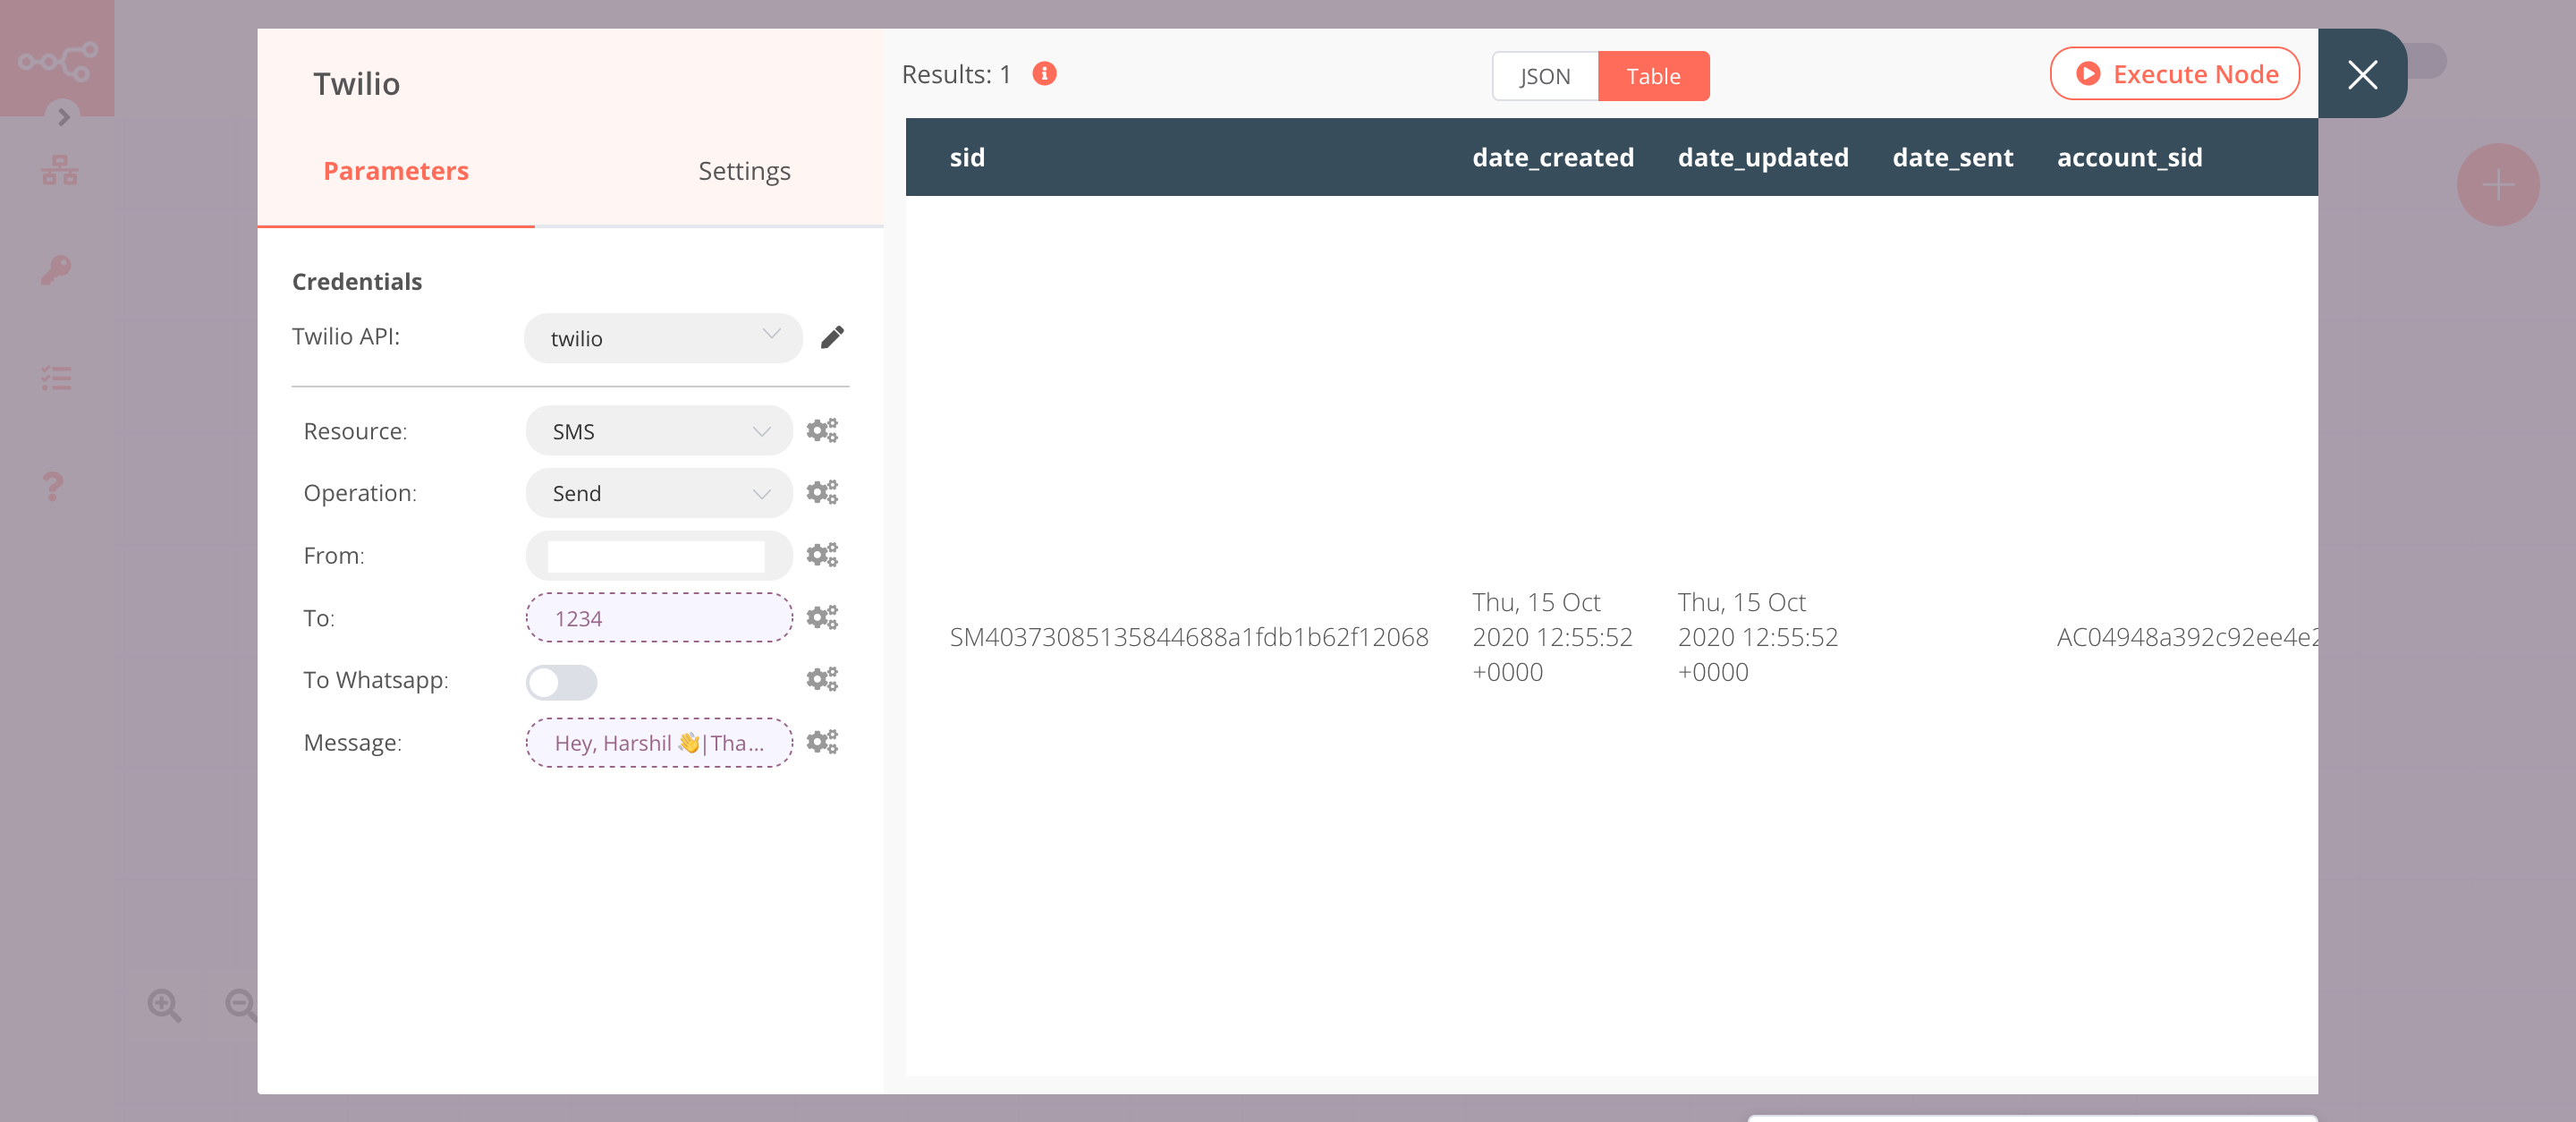 Twilio
Parameters Settings
Credentials
Twilio API: twilio
Resource: SMS
Operation: Send
From:
To: 1234
To Whatsapp:
Message: Hey, Harshil 👋|Tha...
Results: 1
JSON Table
Execute Node
sid date_created date_updated date_sent account_sid
SM40373085135844688a1fdb1b62f12068
Thu, 15 Oct
2020 12:55:52
+0000
Thu, 15 Oct
2020 12:55:52
+0000
AC04948a392c92ee4e2